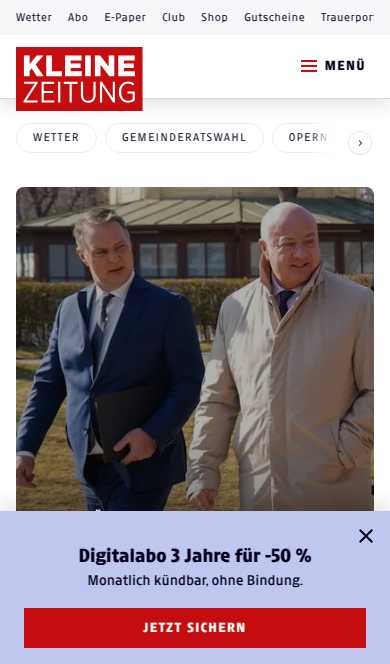 Wetter Abo E-Paper Club Shop Gutscheine Trauerpor
KLEINE
ZEITUNG
MENÜ
WETTER GEMEINDERATSWAHL OPERN
Digitalabo 3 Jahre für -50 %
Monatlich kündbar, ohne Bindung.
JETZT SICHERN